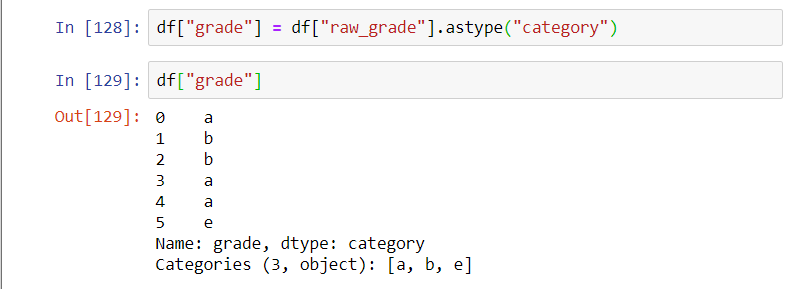 In [128]: df["grade"] = df["raw_grade"].astype("category")
In [129]: df["grade"]
Out[129]: 0    a
1    b
2    b
3    a
4    a
5    e
Name: grade, dtype: category
Categories (3, object): [a, b, e]